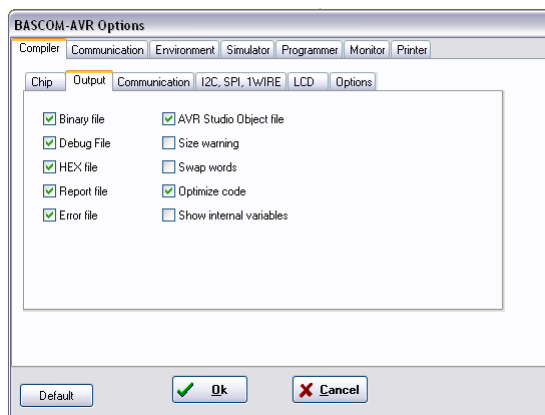 BASCOM-AVR Options
Compiler Communication Environment Simulator Programmer Monitor Printer
Chip Output Communication I2C, SPI, 1WIRE LCD Options
Binary file AVR Studio Object file
Debug File Size warning
HEX file Swap words
Report file Optimize code
Error file Show internal variables
Default Ok Cancel